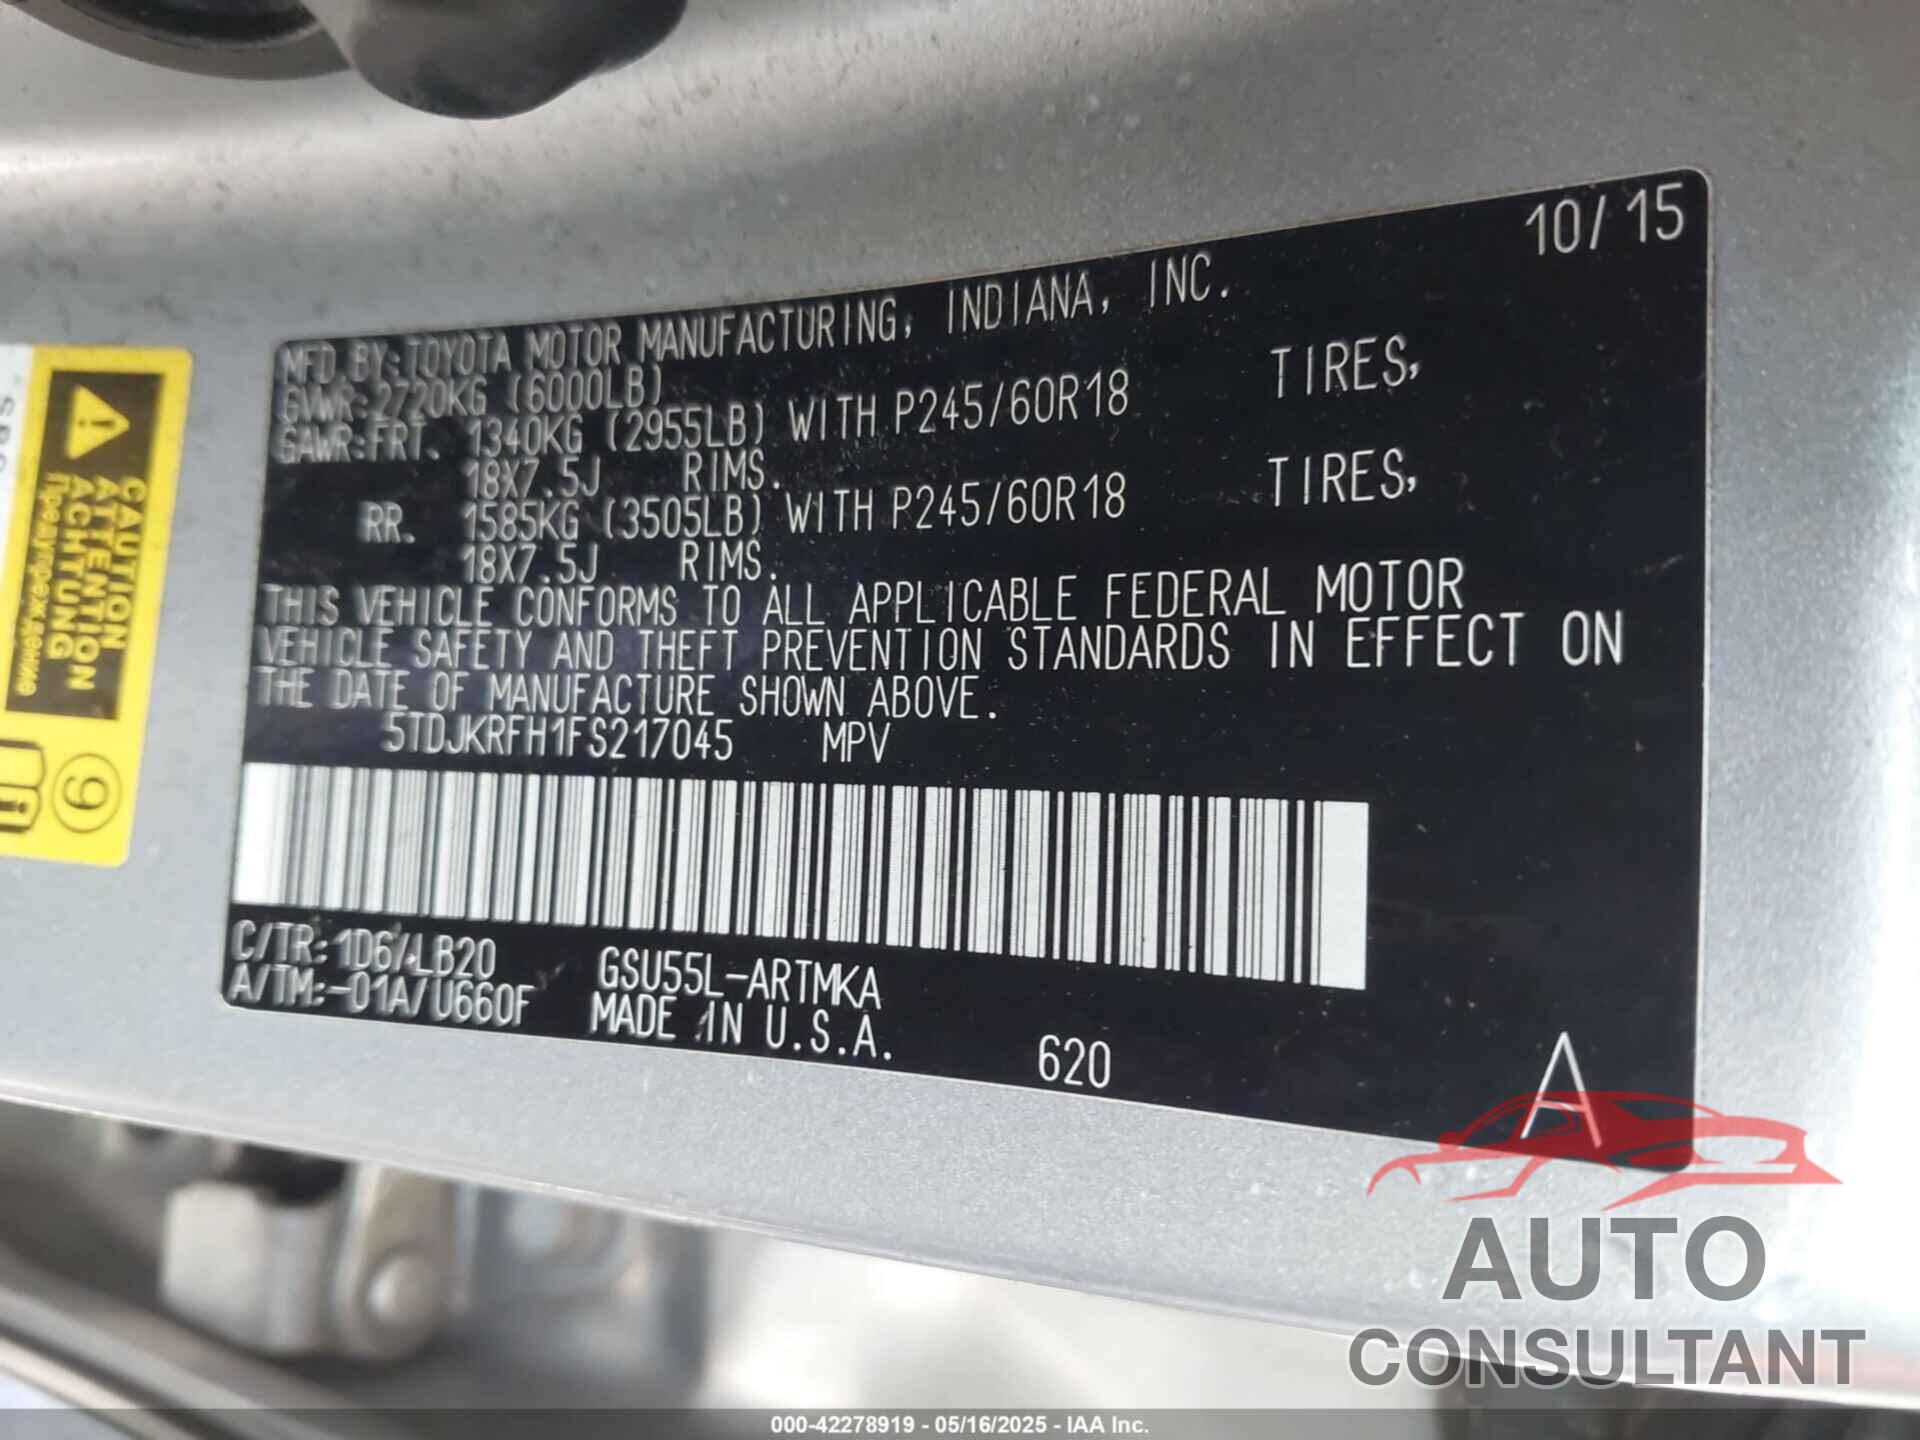 10/15
MFD BY:TOYOTA MOTOR MANUFACTURING, INDIANA, INC.
GVWR:2720KG (6000LB)
GAWR:FRT. 1340KG (2955LB) WITH P245/60R18 TIRES,
18X7.5J RIMS.
RR. 1585KG (3505LB) WITH P245/60R18 TIRES,
18X7.5J RIMS.
THIS VEHICLE CONFORMS TO ALL APPLICABLE FEDERAL MOTOR
VEHICLE SAFETY AND THEFT PREVENTION STANDARDS IN EFFECT ON
THE DATE OF MANUFACTURE SHOWN ABOVE.
5TDJKRFH1FS217045 MPV
C/TR:1D6/LB20 GSU55L-ARTMKA
A/TM:-01A/U660F MADE IN U.S.A.
620
A
CAUTION
ATTENTION
ACHTUNG
Предупреждение
9
AUTO
CONSULTANT
000-42278919 - 05/16/2025 - IAA Inc.